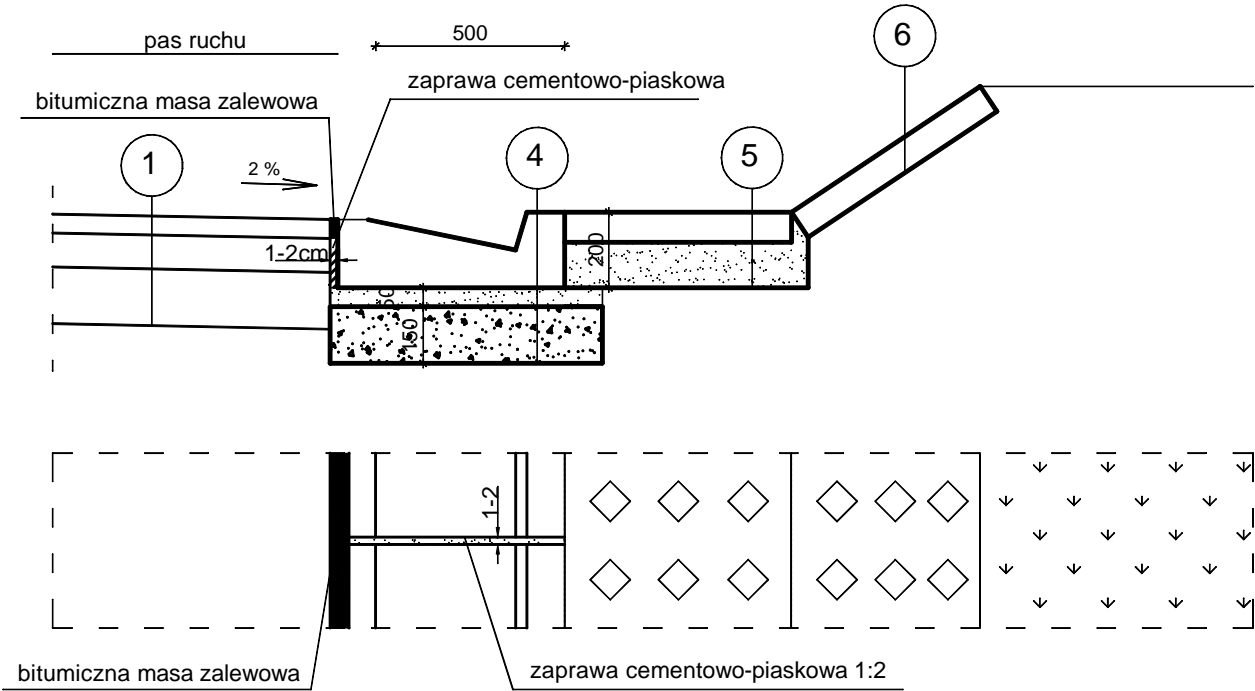 pas ruchu
500
6
zaprawa cementowo-piaskowa
bitumiczna masa zalewowa
1
2 %
4
5
1-2cm
200
50
150
1-2
bitumiczna masa zalewowa
zaprawa cementowo-piaskowa 1:2